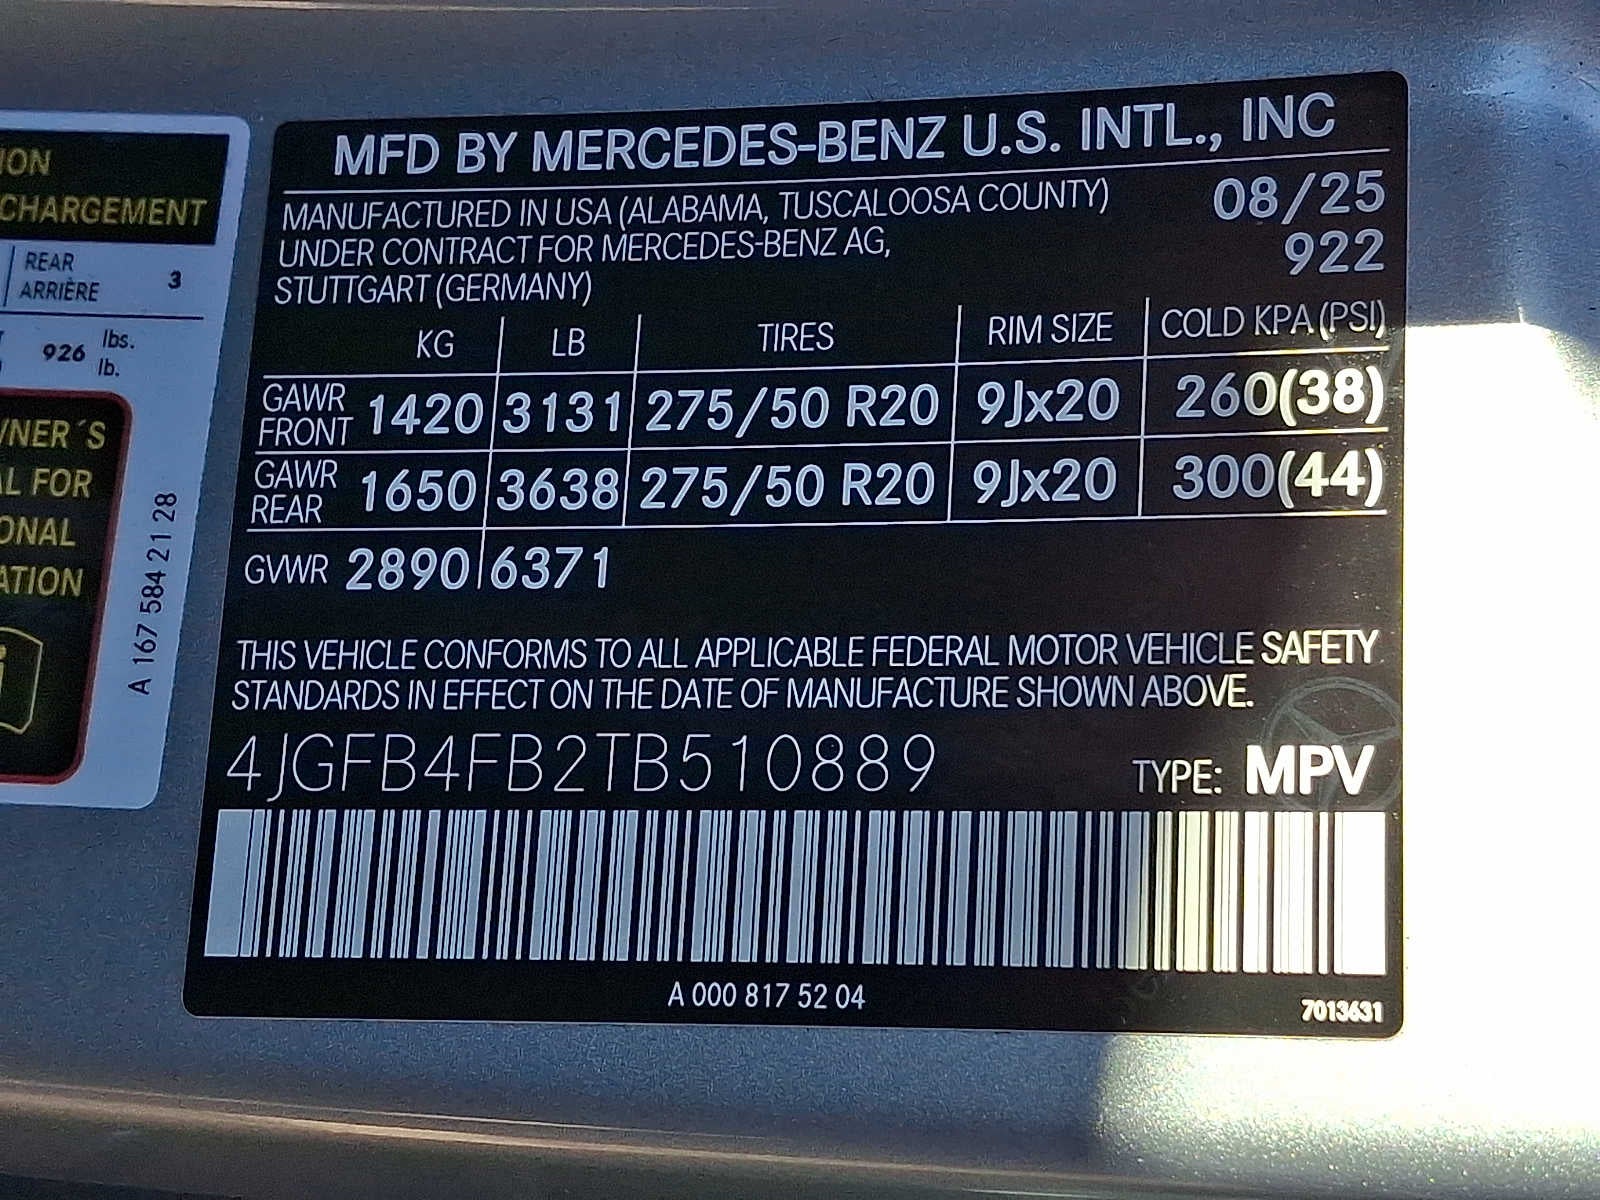 ION
CHARGEMENT
REAR
ARRIÈRE 3
926 lbs.
lb.
NER´S
L FOR
ONAL
ATION
A 167 584 21 28
MFD BY MERCEDES-BENZ U.S. INTL., INC
MANUFACTURED IN USA (ALABAMA, TUSCALOOSA COUNTY) 08/25
UNDER CONTRACT FOR MERCEDES-BENZ AG, 922
STUTTGART (GERMANY)
KG LB TIRES RIM SIZE COLD KPA (PSI)
GAWR FRONT 1420 3131 275/50 R20 9Jx20 260(38)
GAWR REAR 1650 3638 275/50 R20 9Jx20 300(44)
GVWR 2890 6371
THIS VEHICLE CONFORMS TO ALL APPLICABLE FEDERAL MOTOR VEHICLE SAFETY
STANDARDS IN EFFECT ON THE DATE OF MANUFACTURE SHOWN ABOVE.
4JGFB4FB2TB510889 TYPE: MPV
A 000 817 52 04
7013631